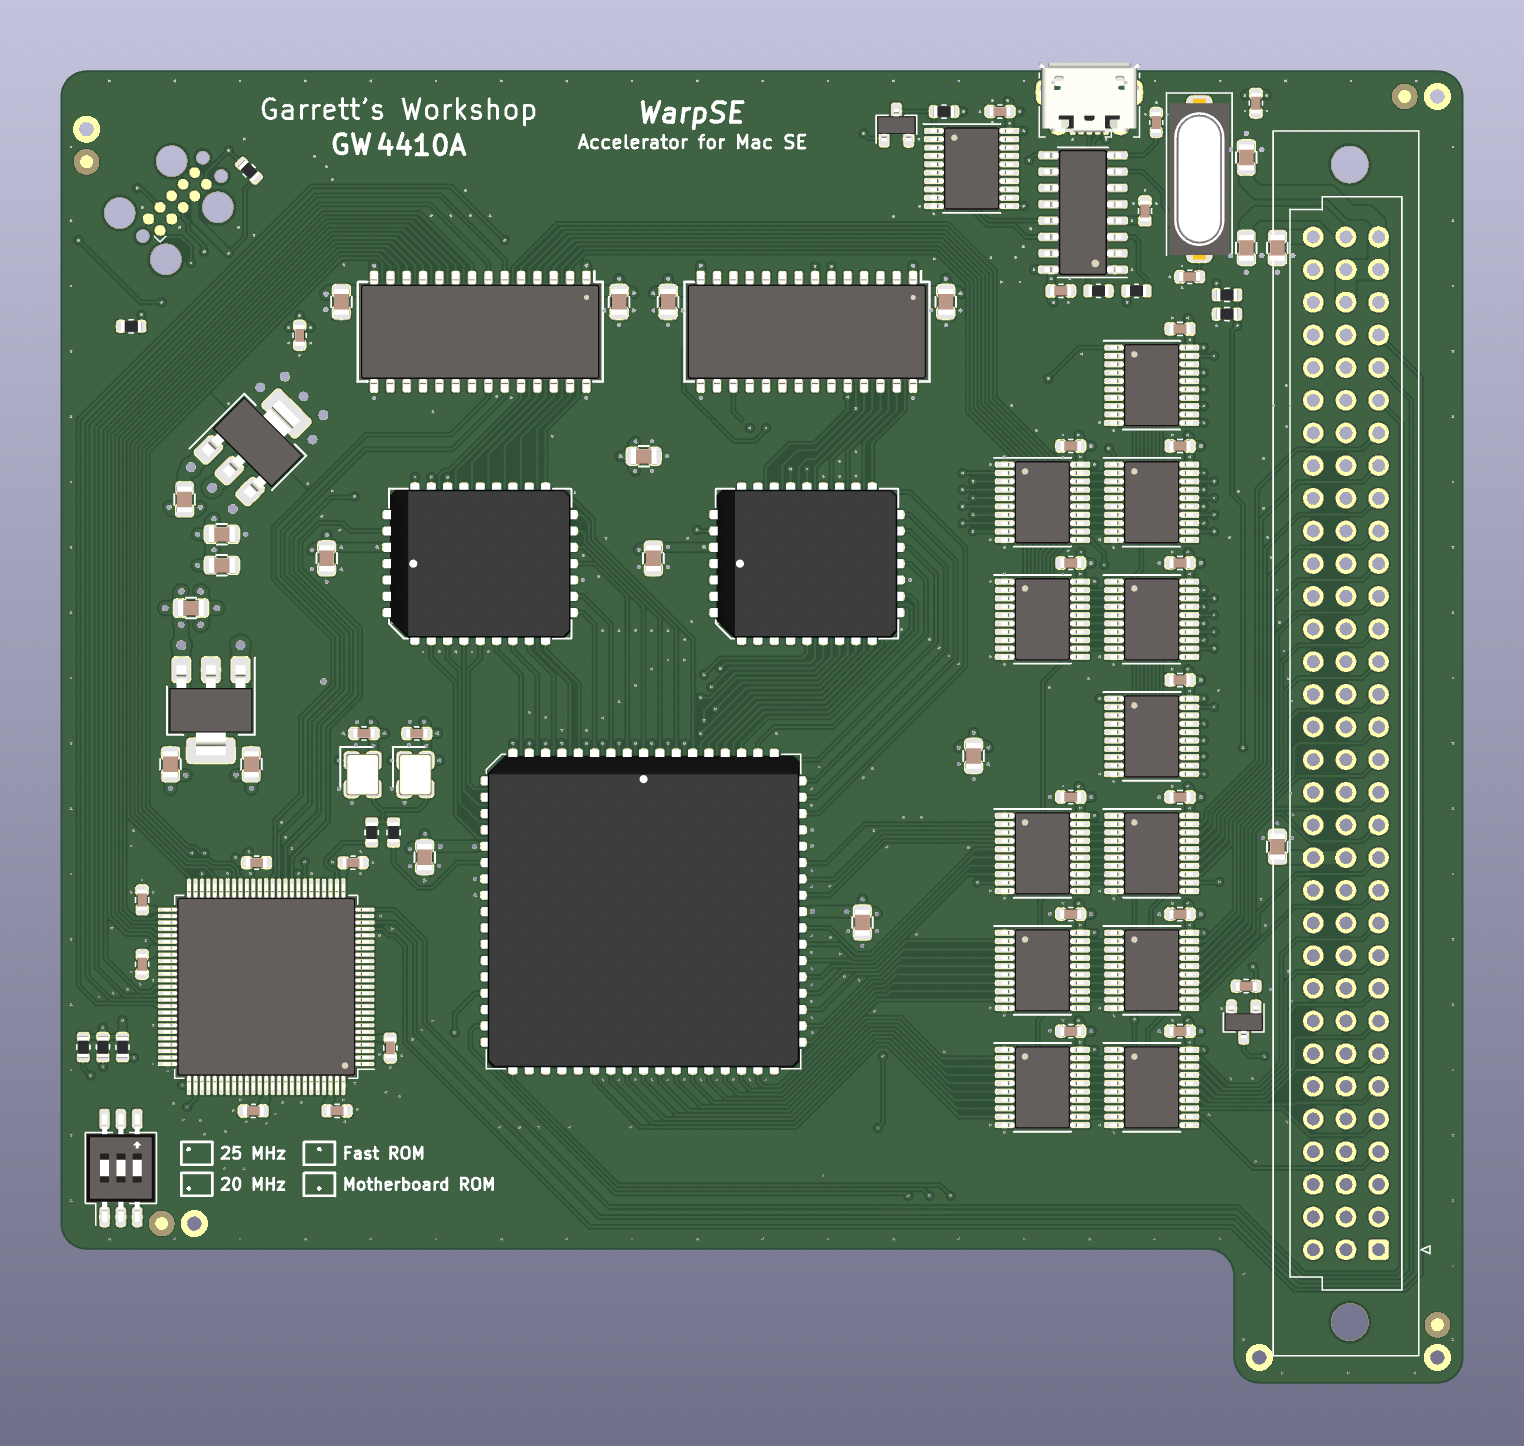 Garrett's Workshop
GW4410A
WarpSE
Accelerator for Mac SE
25 MHz
Fast ROM
20 MHz
Motherboard ROM